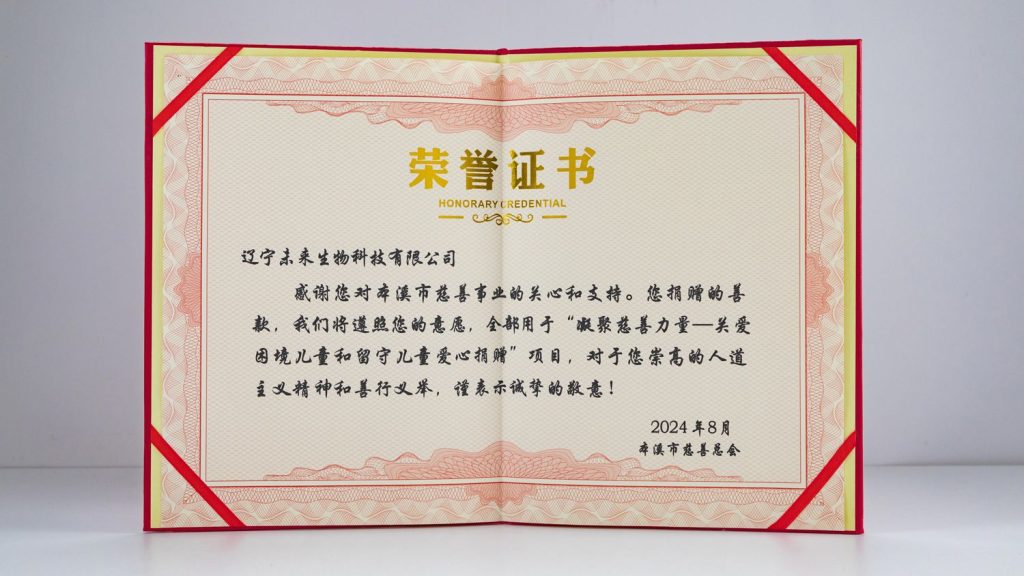 荣誉证书
HONORARY CREDENTIAL
辽宁未来生物科技有限公司
感谢您对本溪市慈善事业的关心和支持。您捐赠的善
款，我们将遵照您的意愿，全部用于“凝聚慈善力量—关爱
困境儿童和留守儿童爱心捐赠”项目，对于您崇高的人道
主义精神和善行义举，谨表示诚挚的敬意！
2024年8月
本溪市慈善总会